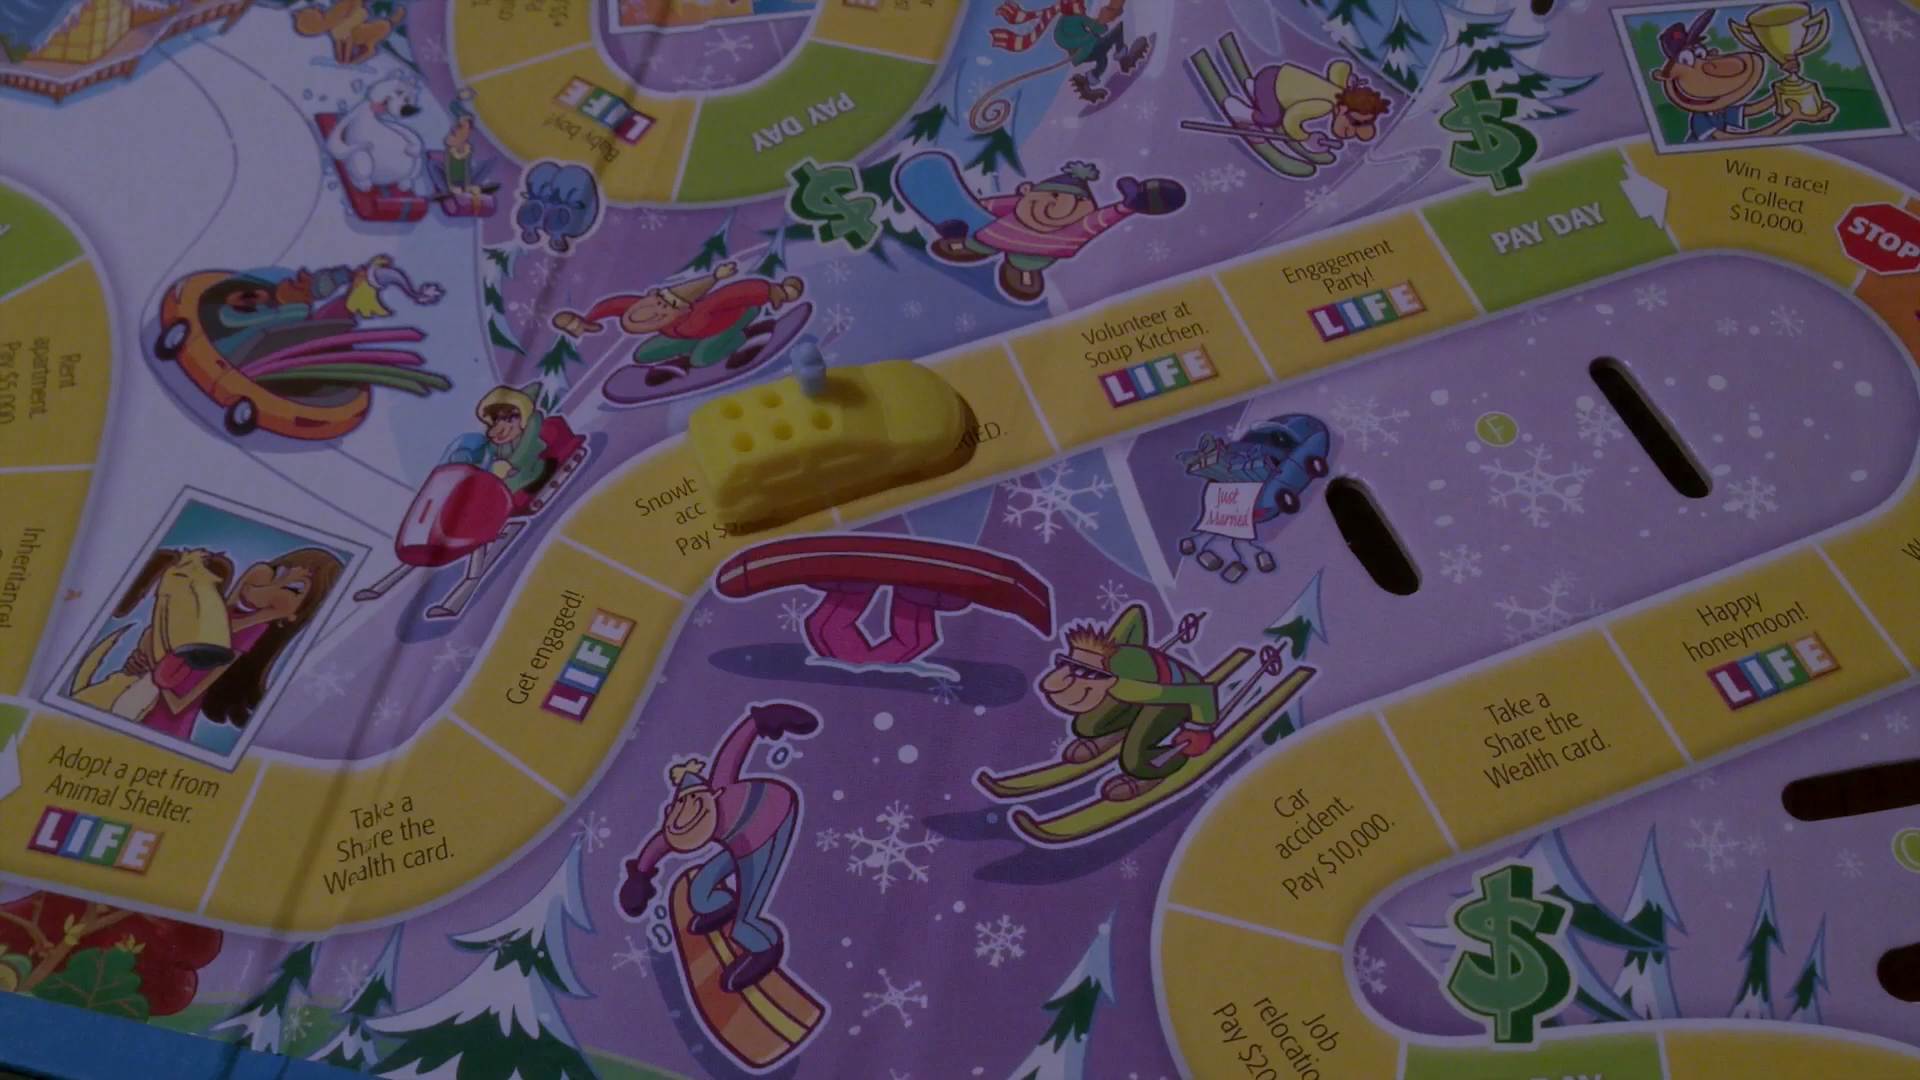 Baby boy!
LIFE
PAY DAY
Win a race!
Collect
$10,000.
STOP
PAY DAY
Engagement
Party!
LIFE
Volunteer at
Soup Kitchen.
LIFE
Rent
apartment.
Pay $5,000
Inheritance!
Just
Married
F
Pay
Get engaged!
LIFE
Adopt a pet from
Animal Shelter.
LIFE
Take a
Share the
Wealth card.
Happy
honeymoon!
LIFE
Take a
Share the
Wealth card.
Car
accident.
Pay $10,000.
Job
Pay